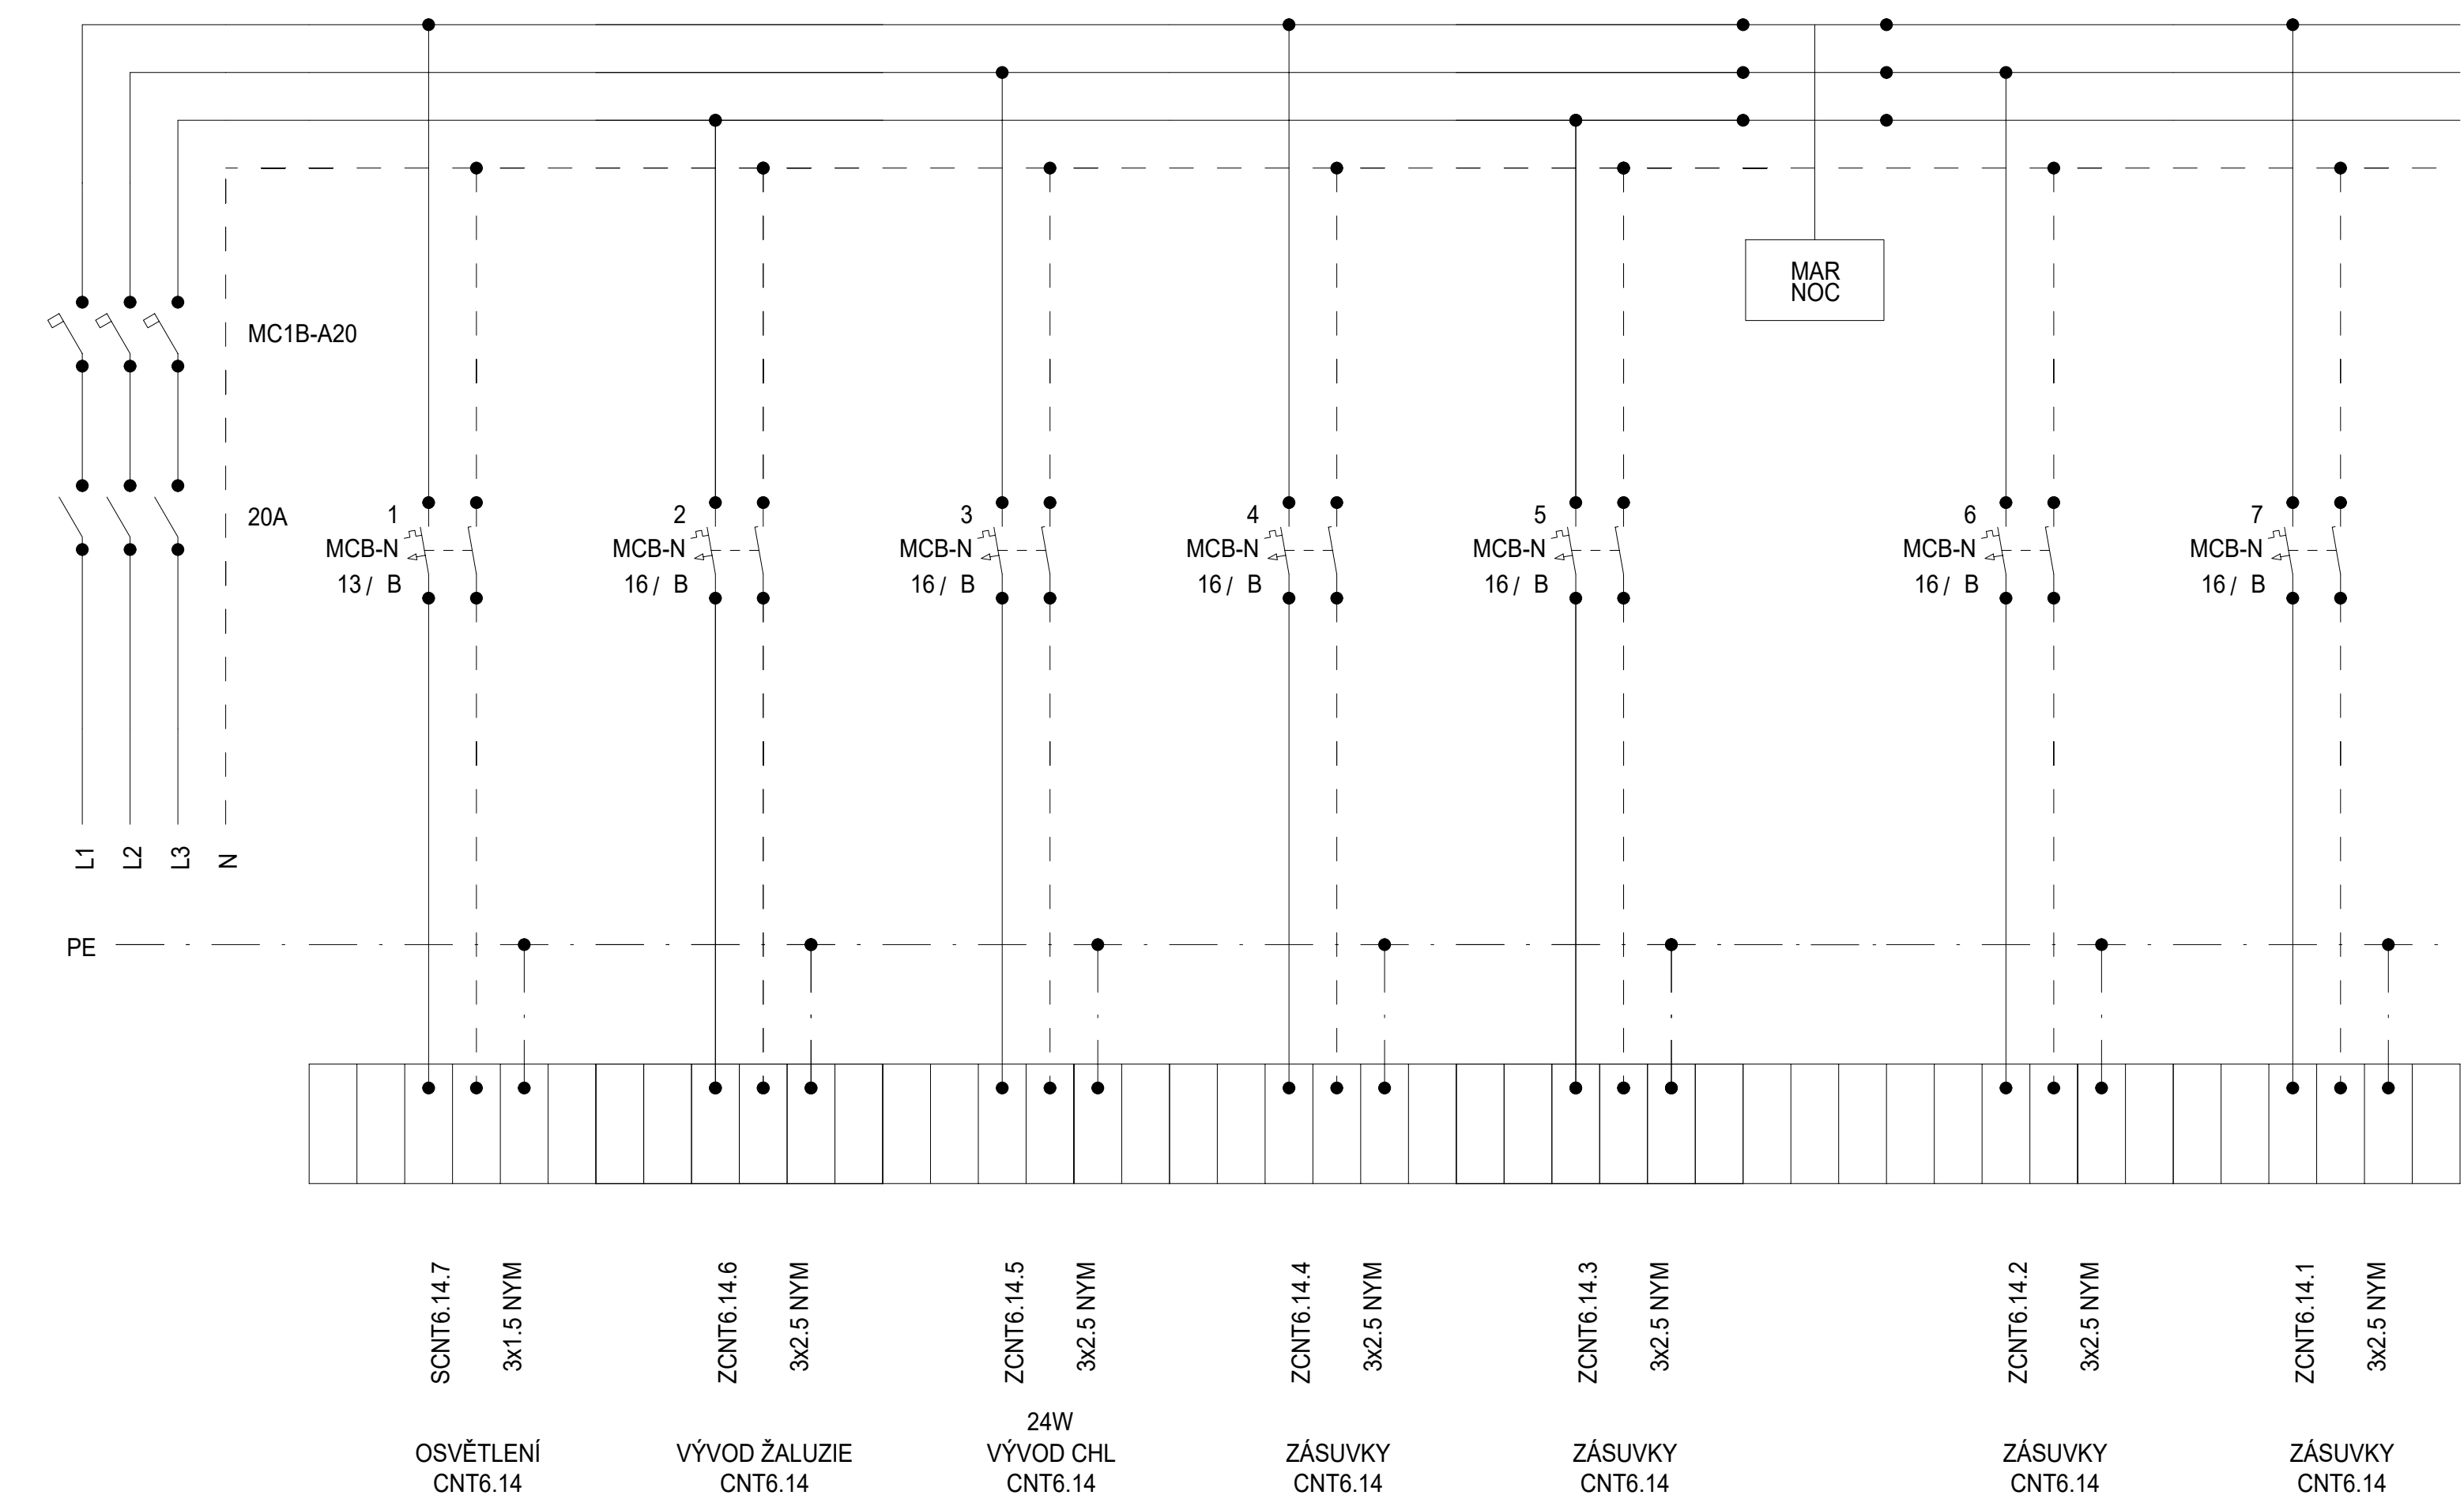 MAR
NOC
MC1B-A20
20A
1
MCB-N
13 / B
2
MCB-N
16 / B
3
MCB-N
16 / B
4
MCB-N
16 / B
5
MCB-N
16 / B
6
MCB-N
16 / B
7
MCB-N
16 / B
L1
L2
L3
N
PE
SCNT6.14.7
3x1.5 NYM
ZCNT6.14.6
3x2.5 NYM
ZCNT6.14.5
3x2.5 NYM
ZCNT6.14.4
3x2.5 NYM
ZCNT6.14.3
3x2.5 NYM
ZCNT6.14.2
3x2.5 NYM
ZCNT6.14.1
3x2.5 NYM
OSVĚTLENÍ
CNT6.14
VÝVOD ŽALUZIE
CNT6.14
24W
VÝVOD CHL
CNT6.14
ZÁSUVKY
CNT6.14
ZÁSUVKY
CNT6.14
ZÁSUVKY
CNT6.14
ZÁSUVKY
CNT6.14